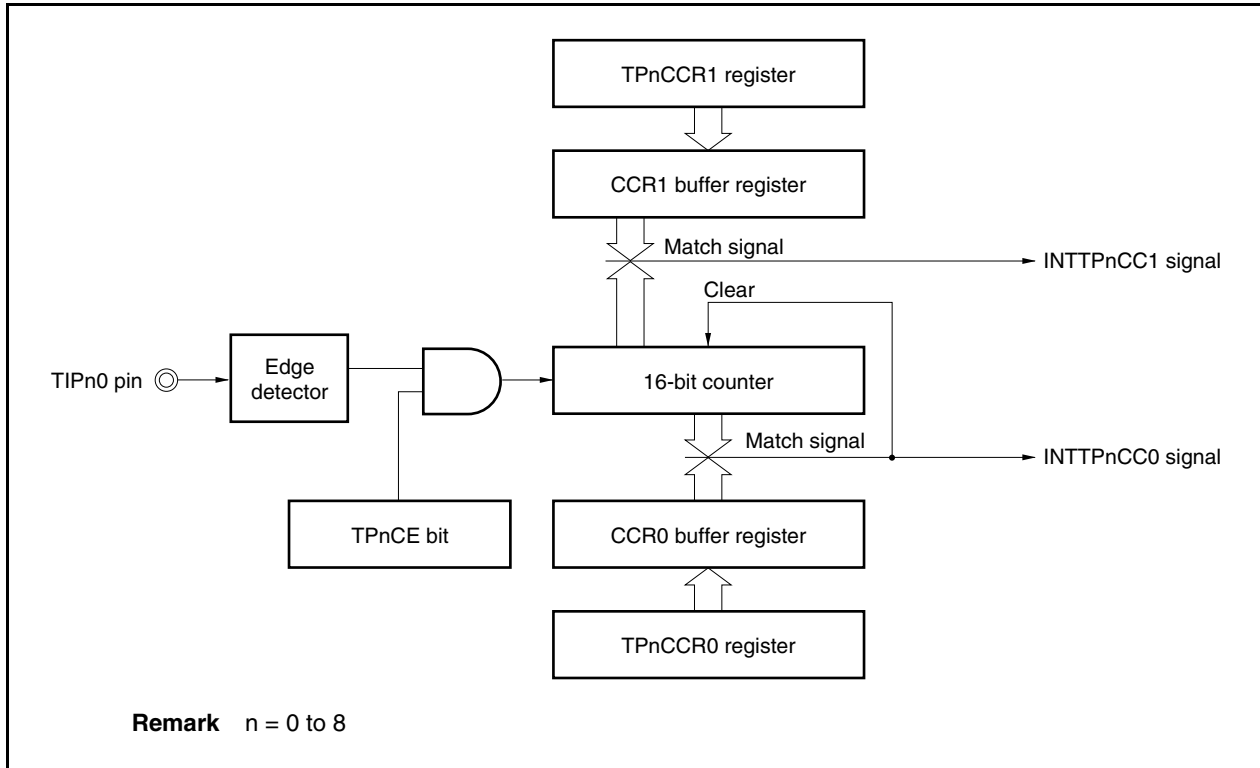 TPnCCR1 register
CCR1 buffer register
Match signal
INTTPnCC1 signal
Clear
TIPn0 pin
Edge
detector
16-bit counter
Match signal
INTTPnCC0 signal
TPnCE bit
CCR0 buffer register
TPnCCR0 register
Remark n = 0 to 8